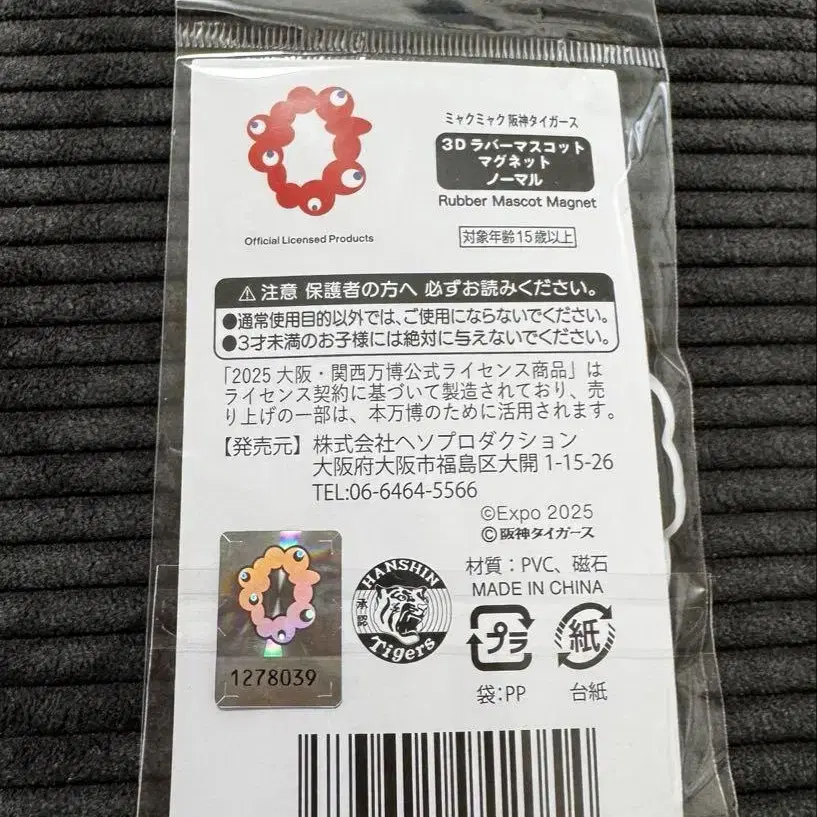 ミャクミャク 阪神タイガース
3Dラバーマスコット
マグネット
ノーマル
Rubber Mascot Magnet
Official Licensed Products
対象年齢15歳以上
⚠注意 保護者の方へ 必ずお読みください。
●通常使用目的以外では、ご使用にならないでください。
●3才未満のお子様には絶対に与えないでください。
「2025 大阪・関西万博公式ライセンス商品」は
ライセンス契約に基づいて製造されており、売
り上げの一部は、本万博のために活用されます。
【発売元】 株式会社ヘソプロダクション
大阪府大阪市福島区大開 1-15-26
TEL:06-6464-5566
©Expo 2025
©阪神タイガース
材質：PVC、磁石
MADE IN CHINA
1278039
HANSHIN
承認
Tigers
プラ
袋:PP
紙
台紙